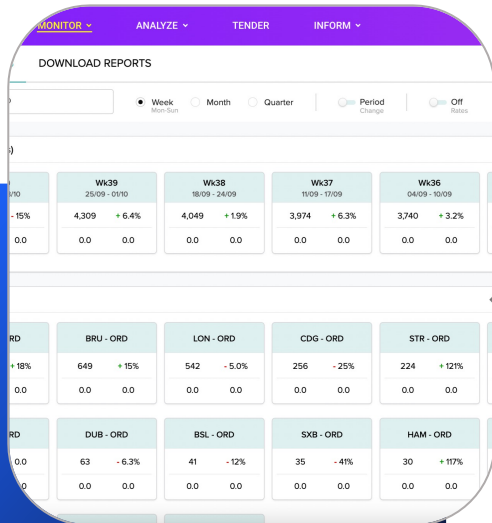 MONITOR ANALYZE TENDER INFORM
DOWNLOAD REPORTS
Week Month Quarter Period Off
Mon-Sun Change Rates
Wk39 Wk38 Wk37 Wk36
/10 25/09 - 01/10 18/09 - 24/09 11/09 - 17/09 04/09 - 10/09
- 15% 4,309 + 6.4% 4,049 + 1.9% 3,974 + 6.3% 3,740 + 3.2%
0.0 0.0 0.0 0.0 0.0 0.0 0.0 0.0 0.0
RD BRU - ORD LON - ORD CDG - ORD STR - ORD
+ 18% 649 + 15% 542 - 5.0% 256 - 25% 224 + 121%
0.0 0.0 0.0 0.0 0.0 0.0 0.0 0.0 0.0
RD DUB - ORD BSL - ORD SXB - ORD HAM - ORD
0.0 63 - 6.3% 41 - 12% 35 - 41% 30 + 117%
0.0 0.0 0.0 0.0 0.0 0.0 0.0 0.0